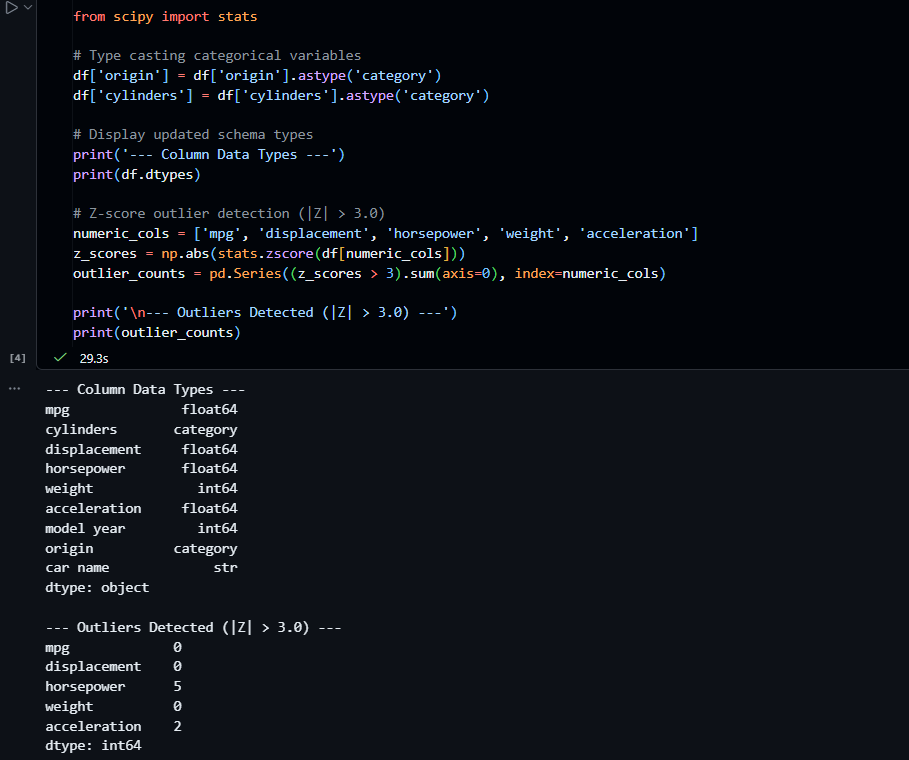 from scipy import stats
# Type casting categorical variables
df['origin'] = df['origin'].astype('category')
df['cylinders'] = df['cylinders'].astype('category')
# Display updated schema types
print('--- Column Data Types ---')
print(df.dtypes)
# Z-score outlier detection (|Z| > 3.0)
numeric_cols = ['mpg', 'displacement', 'horsepower', 'weight', 'acceleration']
z_scores = np.abs(stats.zscore(df[numeric_cols]))
outlier_counts = pd.Series((z_scores > 3).sum(axis=0), index=numeric_cols)
print('\n--- Outliers Detected (|Z| > 3.0) ---')
print(outlier_counts)
[4] 29.3s
--- Column Data Types ---
mpg float64
cylinders category
displacement float64
horsepower float64
weight int64
acceleration float64
model year int64
origin category
car name str
dtype: object
--- Outliers Detected (|Z| > 3.0) ---
mpg 0
displacement 0
horsepower 5
weight 0
acceleration 2
dtype: int64